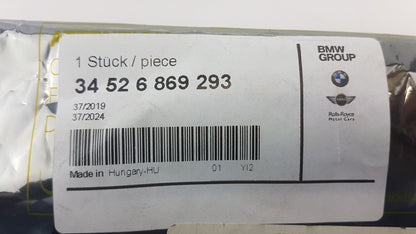 1 Stück / piece
34 52 6 869 293
37/2019
37/2024
Made in Hungary-HU 01 YI2
BMW
GROUP
Rolls-Royce
Motor Cars